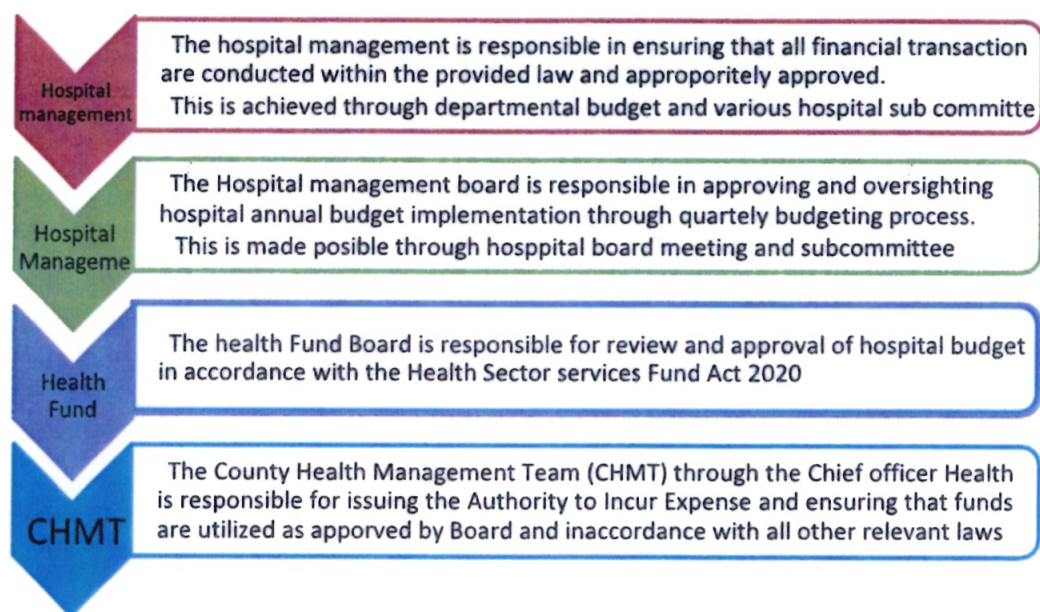 Hospital
management
The hospital management is responsible in ensuring that all financial transaction
are conducted within the provided law and approporitely approved.
This is achieved through departmental budget and various hospital sub committe
Hospital
Manageme
The Hospital management board is responsible in approving and oversighting
hospital annual budget implementation through quartely budgeting process.
This is made posible through hosppital board meeting and subcommittee
Health
Fund
The health Fund Board is responsible for review and approval of hospital budget
in accordance with the Health Sector services Fund Act 2020
CHMT
The County Health Management Team (CHMT) through the Chief officer Health
is responsible for issuing the Authority to Incur Expense and ensuring that funds
are utilized as apporved by Board and inaccordance with all other relevant laws